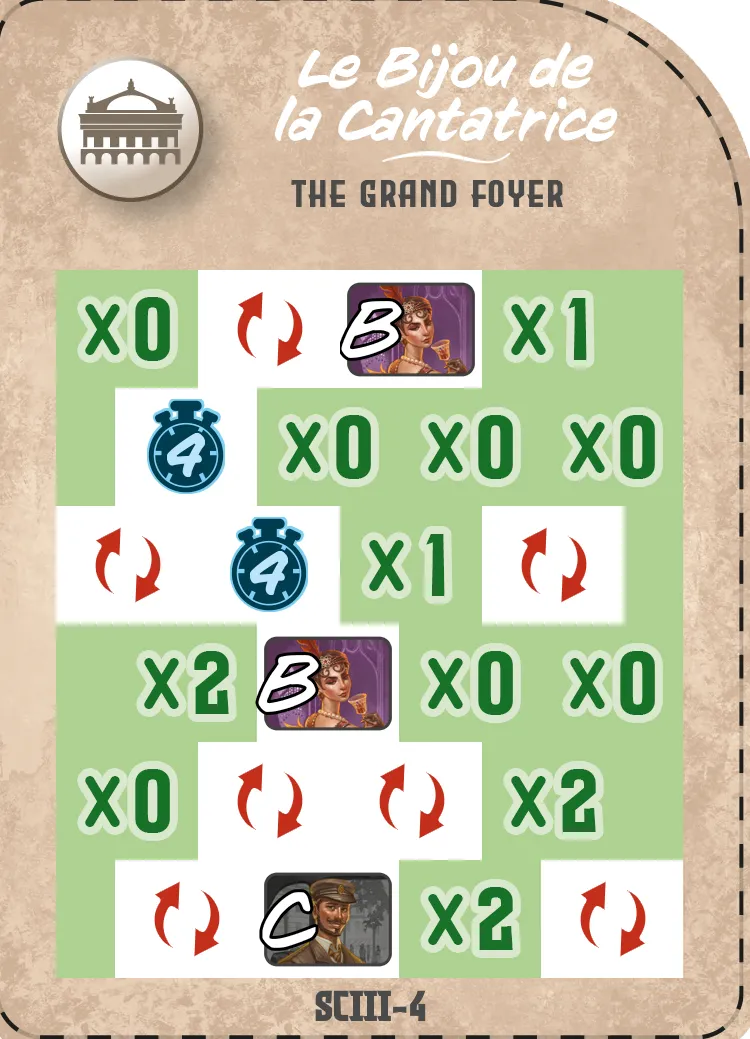 Le Bijou de
la Cantatrice
THE GRAND FOYER
X0 B X1
4 X0 X0 X0
4 X1
X2 B X0 X0
X0 X2
C X2
SCIII-4